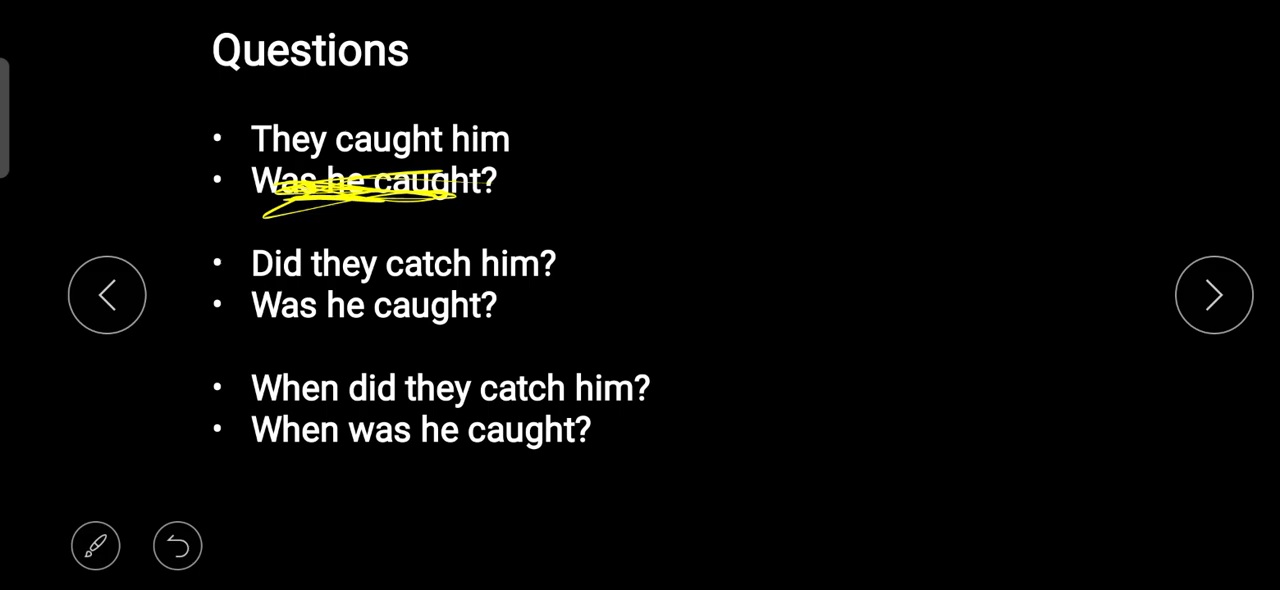 Questions
• They caught him
• Was he caught?
• Did they catch him?
• Was he caught?
• When did they catch him?
• When was he caught?